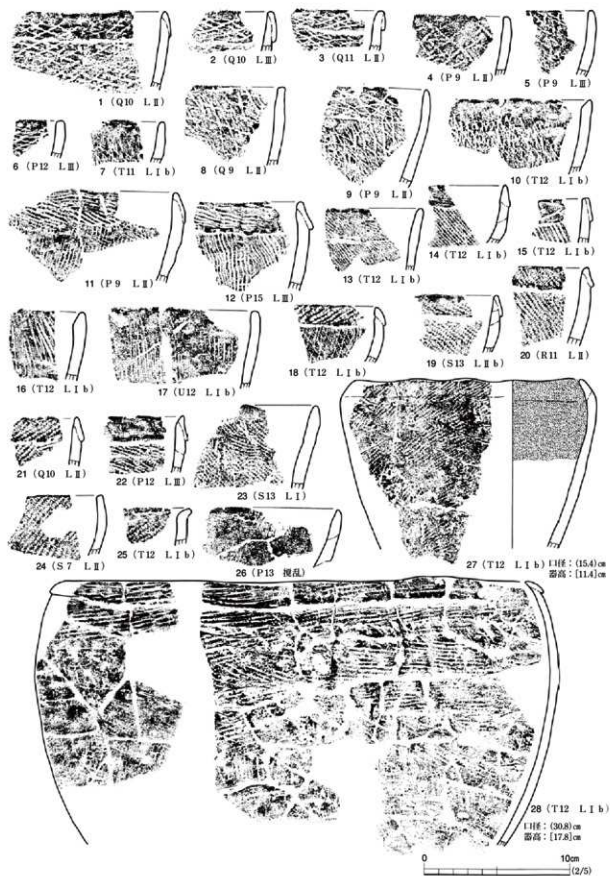 1 (Q10 LⅢ)
2 (Q10 LⅢ)
3 (Q11 LⅡ)
4 (P9 LⅡ)
5 (P9 LⅢ)
6 (P12 LⅢ)
7 (T11 LⅠb)
8 (Q9 LⅡ)
9 (P9 LⅡ)
10 (T12 LⅠb)
11 (P9 LⅡ)
12 (P15 LⅢ)
13 (T12 LⅠb)
14 (T12 LⅠb)
15 (T12 LⅠb)
16 (T12 LⅠb)
17 (U12 LⅠb)
18 (T12 LⅠb)
19 (S13 LⅡb)
20 (R11 LⅡ)
21 (Q10 LⅡ)
22 (P12 LⅢ)
23 (S13 LⅠ)
24 (S7 LⅡ)
25 (T12 LⅠb)
26 (P13 撹乱)
27 (T12 LⅠb)
口径：(15.4)㎝
器高：[11.4]㎝
28 (T12 LⅠb)
口径：(30.8)㎝
器高：[17.8]㎝
0 10cm
(2/5)